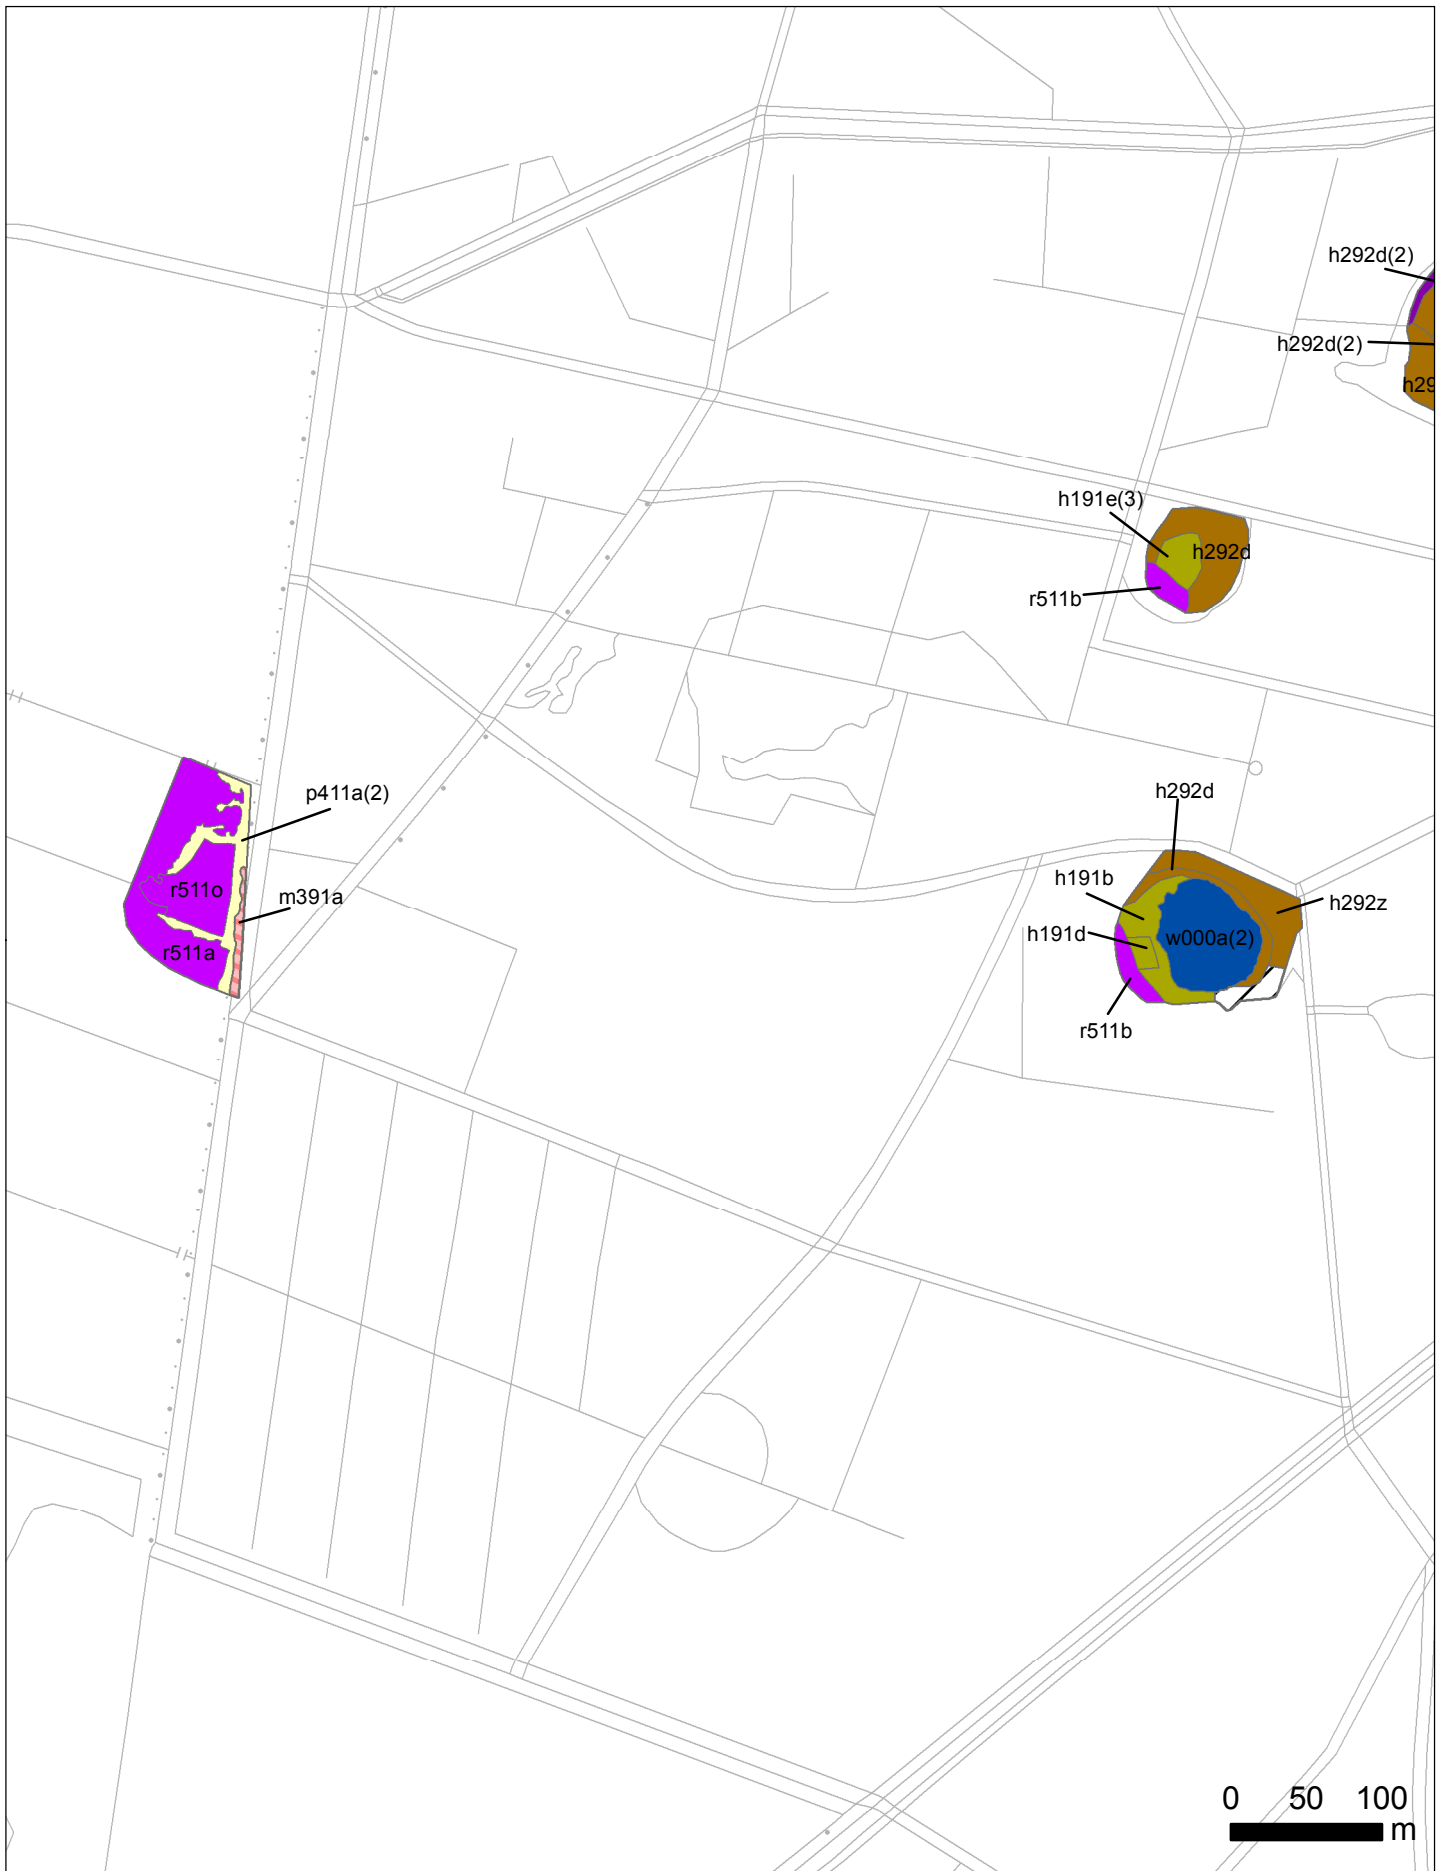 h292d(2)
h292d(2)
h29
h191e(3)
h292d
r511b
p411a(2)
h292d
r511o
h191b
m391a
h292z
h191d
w000a(2)
r511a
r511b
0 50 100
m